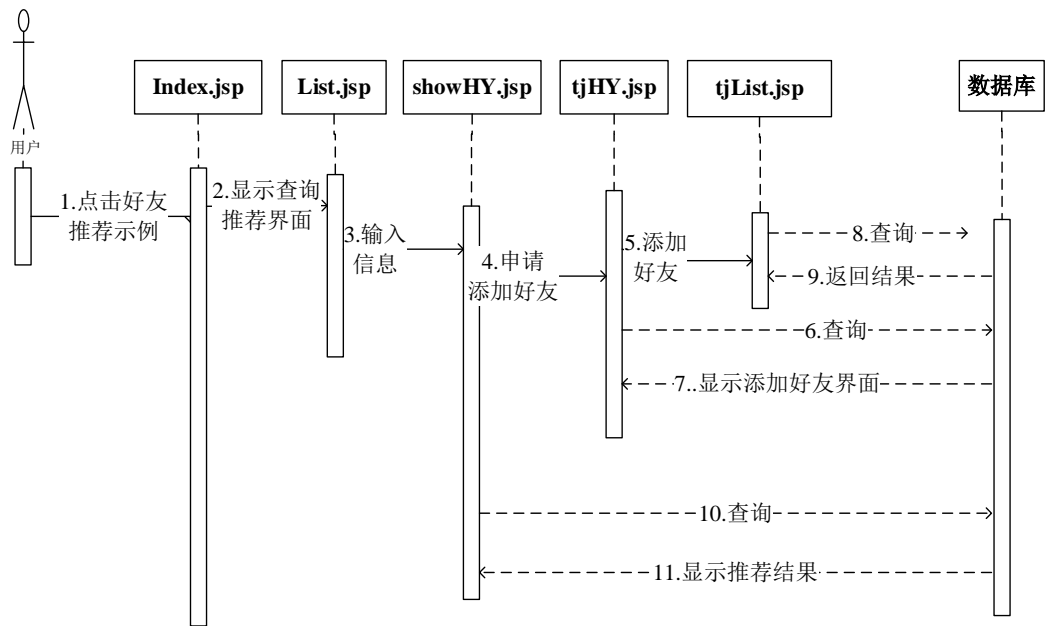 Index.jsp
List.jsp
showHY.jsp
tjHY.jsp
tjList.jsp
数据库
用户
1.点击好友
推荐示例
2.显示查询
推荐界面
3.输入
信息
4.申请
添加好友
5.添加
好友
8.查询
9.返回结果
6.查询
7..显示添加好友界面
10.查询
11.显示推荐结果